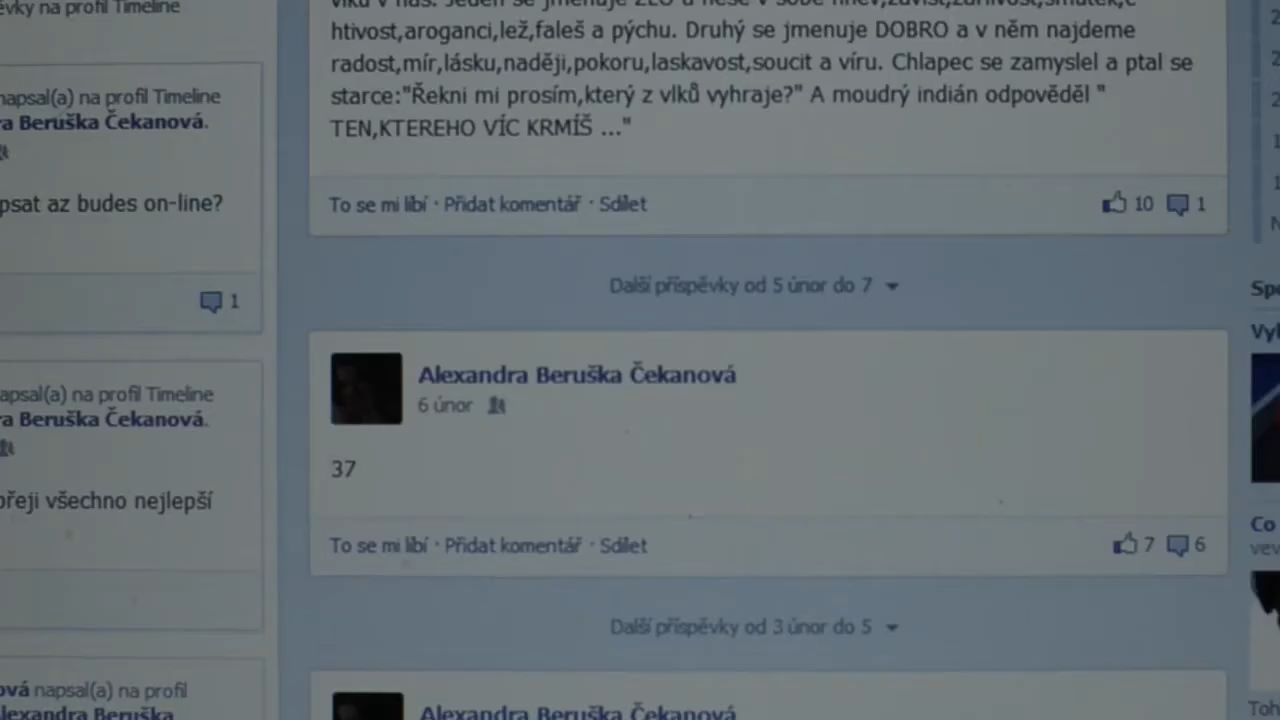 napsal(a) na profil Timeline
Beruška Čekanová.
az budes on-line?
1
na profil Timeline
Beruška Čekanová.
všechno nejlepší
napsal(a) na profil
Alexandra Beruška
htivost,aroganci,lež,faleš a pýchu. Druhý se jmenuje DOBRO a v něm najdeme
radost,mír,lásku,naději,pokoru,laskavost,soucit a víru. Chlapec se zamyslel a ptal se
starce:"Řekni mi prosím,který z vlků vyhraje?" A moudrý indián odpověděl "
TEN,KTEREHO VÍC KRMÍŠ ..."
To se mi líbí · Přidat komentář · Sdílet 10 1
Další příspěvky od 5 únor do 7
Alexandra Beruška Čekanová
6 únor
37
To se mi líbí · Přidat komentář · Sdílet 7 6
Další příspěvky od 3 únor do 5
Alexandra Beruška Čekanová
Co